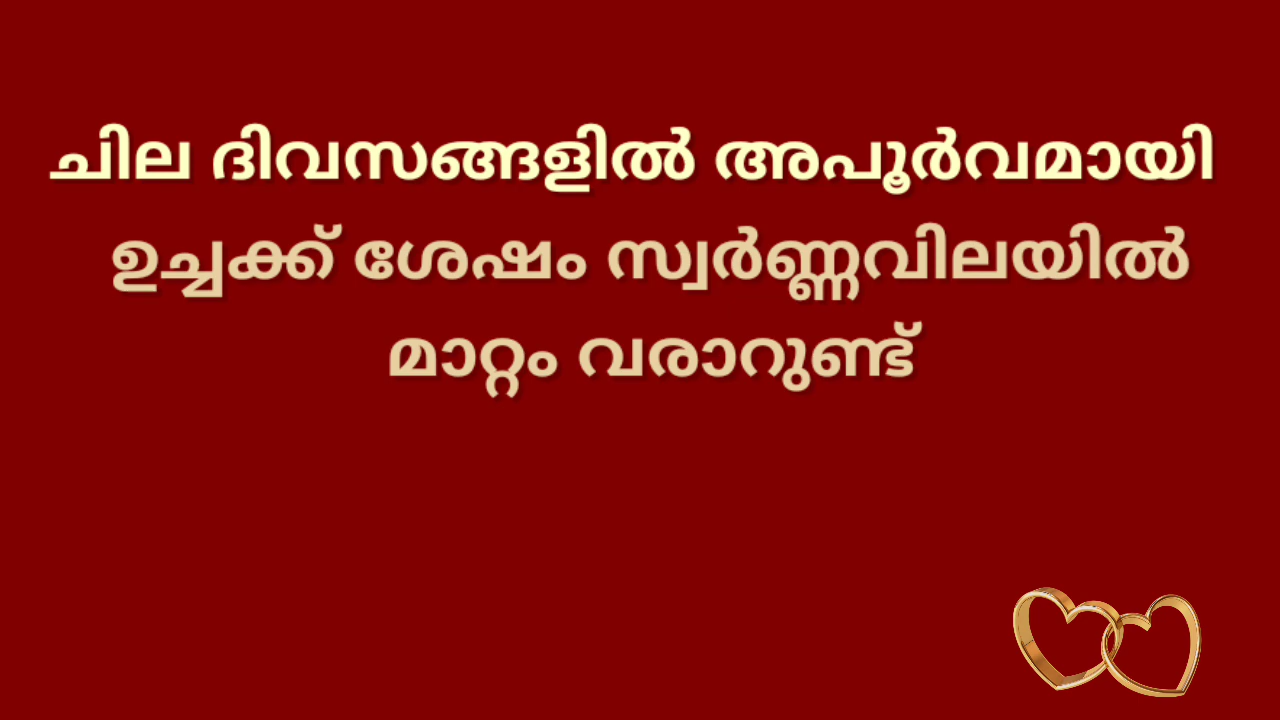 ചില ദിവസങ്ങളിൽ അപൂർവമായി
ഉച്ചക്ക് ശേഷം സ്വർണ്ണവിലയിൽ
മാറ്റം വരാറുണ്ട്